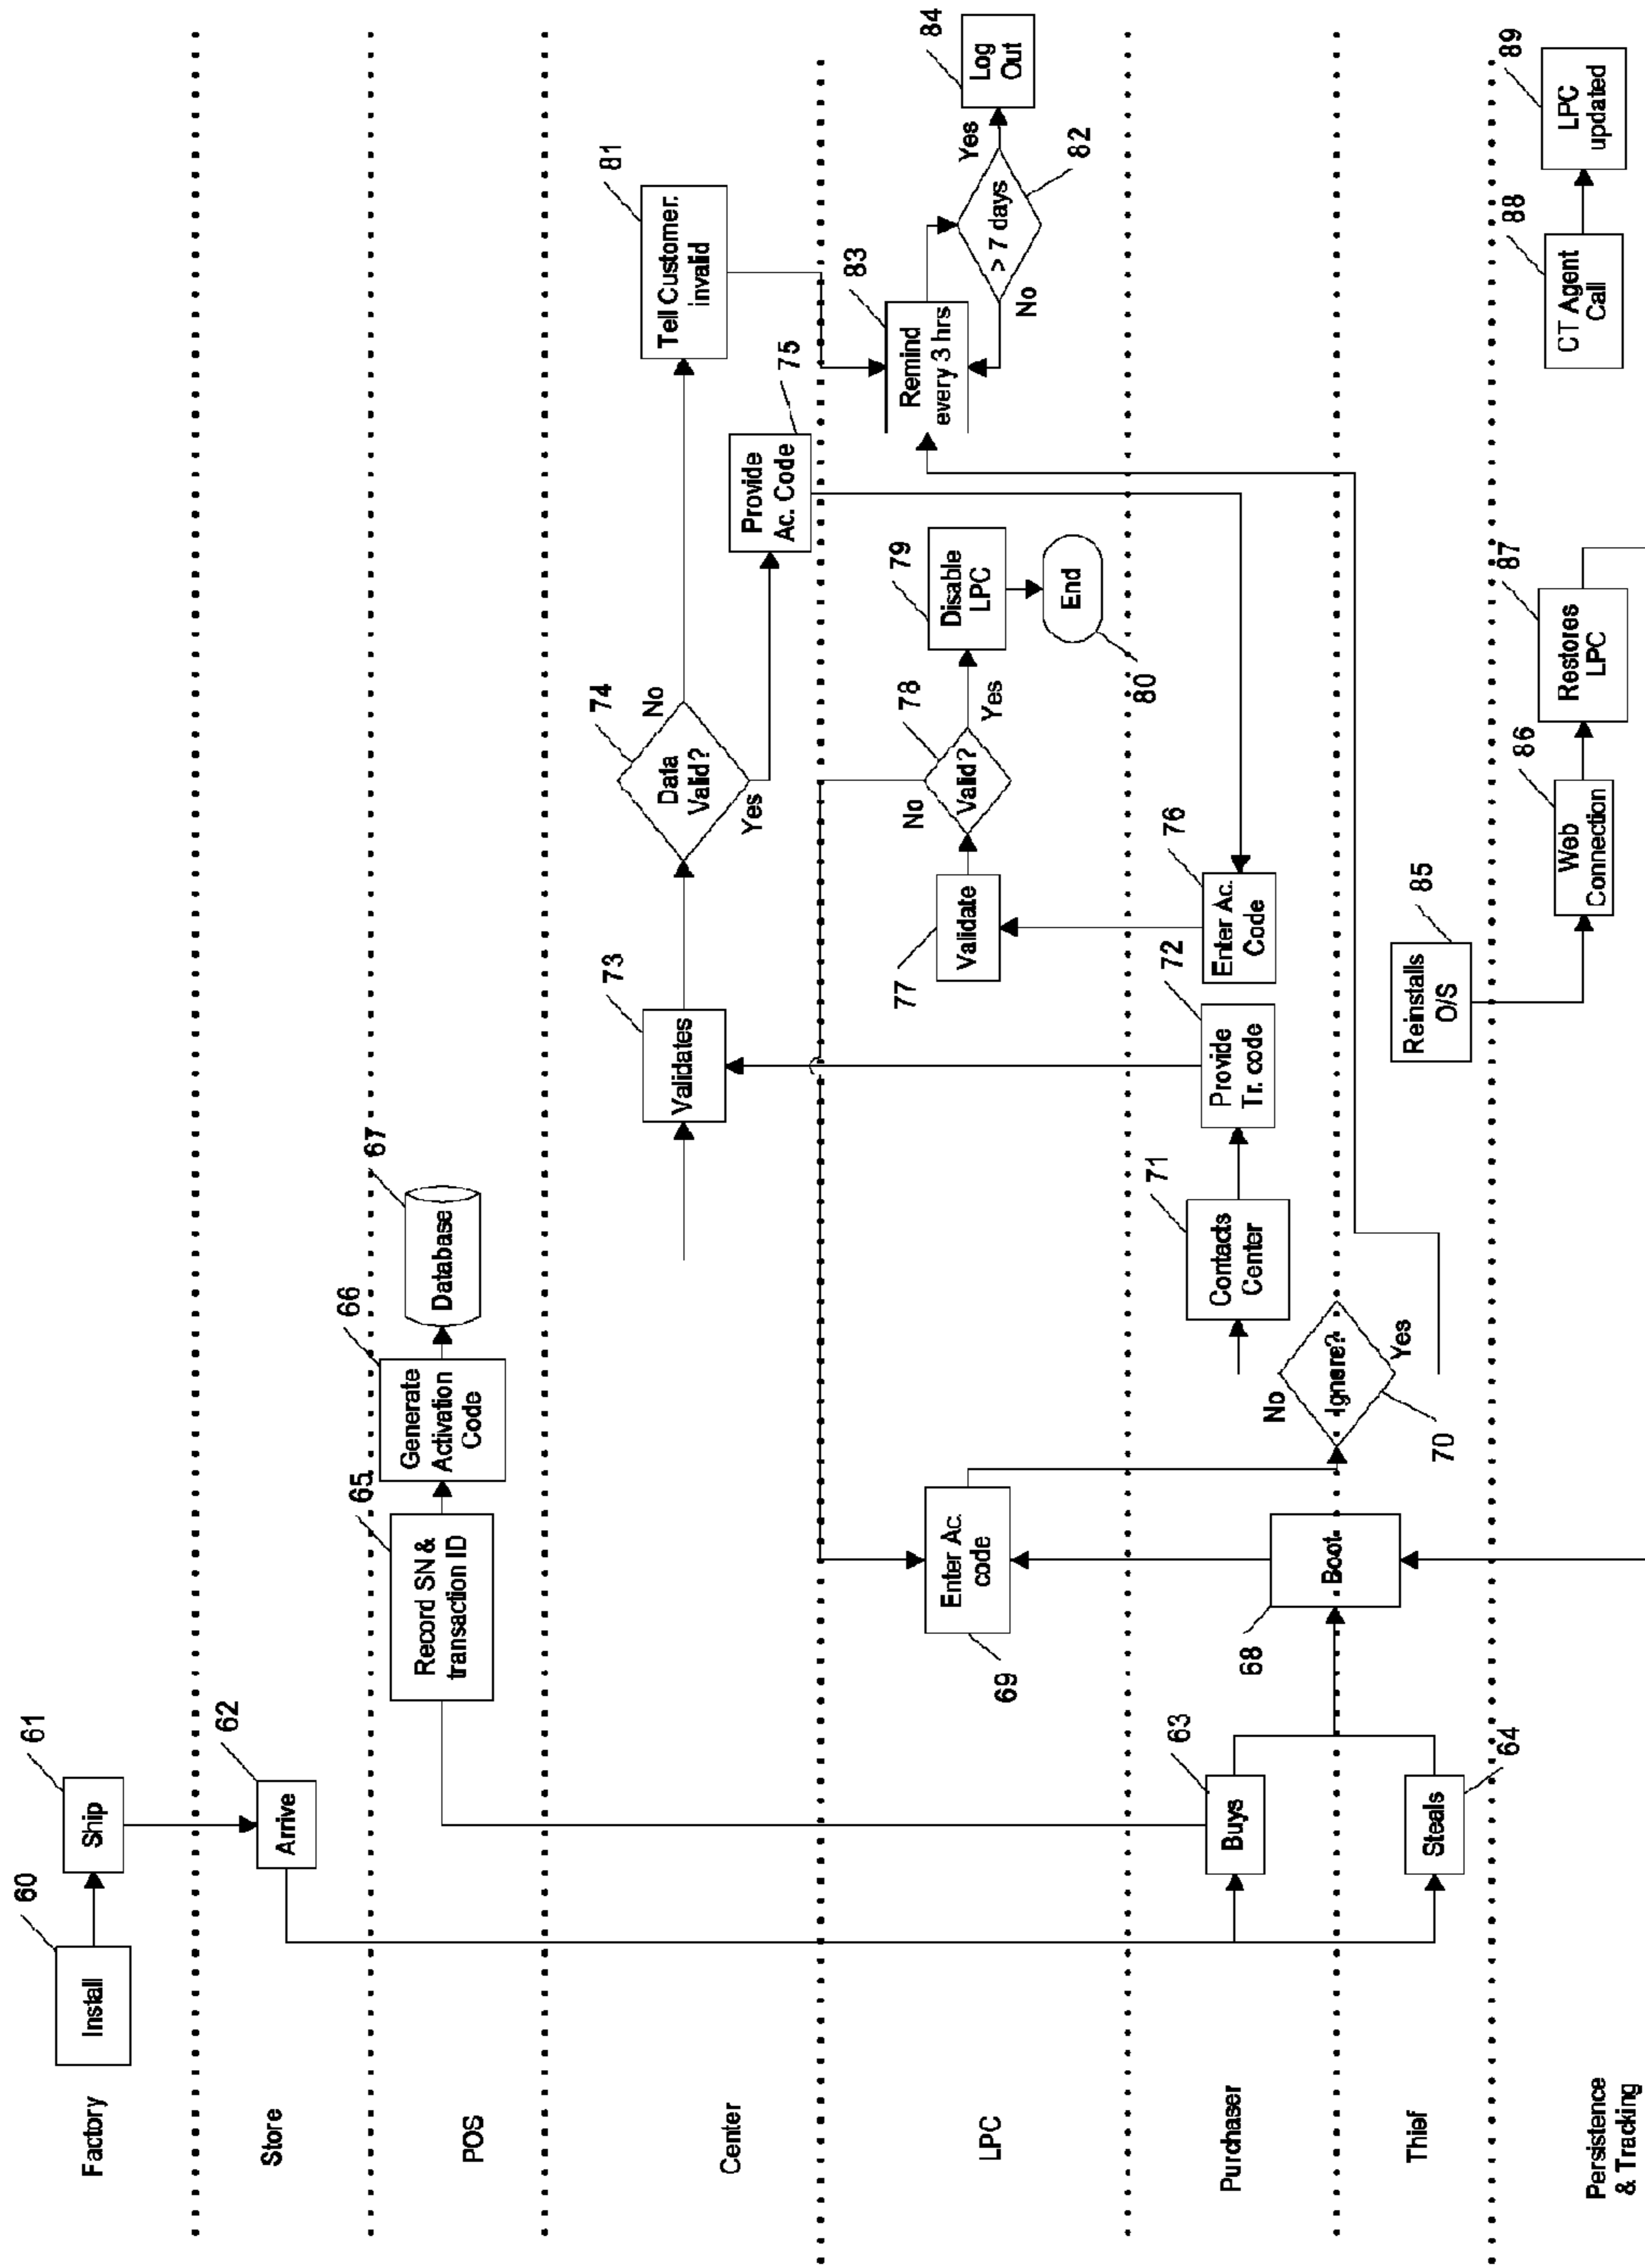 Factory
60
Install
61
Ship
Store
62
Arrive
POS
65
Record SN &
transaction ID
66
Generate
Activation
Code
67
Database
Center
73
Validates
74
Data
Valid?
No
Yes
81
Tell Customer.
invalid
75
Provide
Ac. Code
LPC
69
Enter Ac.
code
77
Validate
78
Valid?
No
Yes
79
Disable
LPC
End
80
83
Remind
every 3 hrs
> 7 days
82
No
Yes
84
Log
Out
Purchaser
63
Buys
68
Boot
71
Contacts
Center
72
Provide
Tr. code
76
Enter Ac.
Code
Thief
64
Steals
70
Ignore?
No
Yes
85
Reinstalls
O/S
Persistence
& Tracking
86
Web
Connection
87
Restores
LPC
88
CT Agent
Call
89
LPC
updated